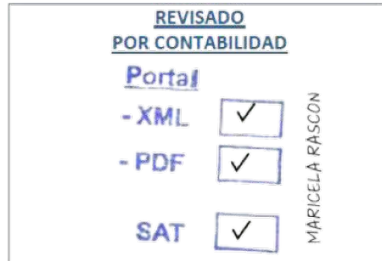 REVISADO
POR CONTABILIDAD
Portal
- XML ✓
- PDF ✓
SAT ✓
MARICELA RASCON